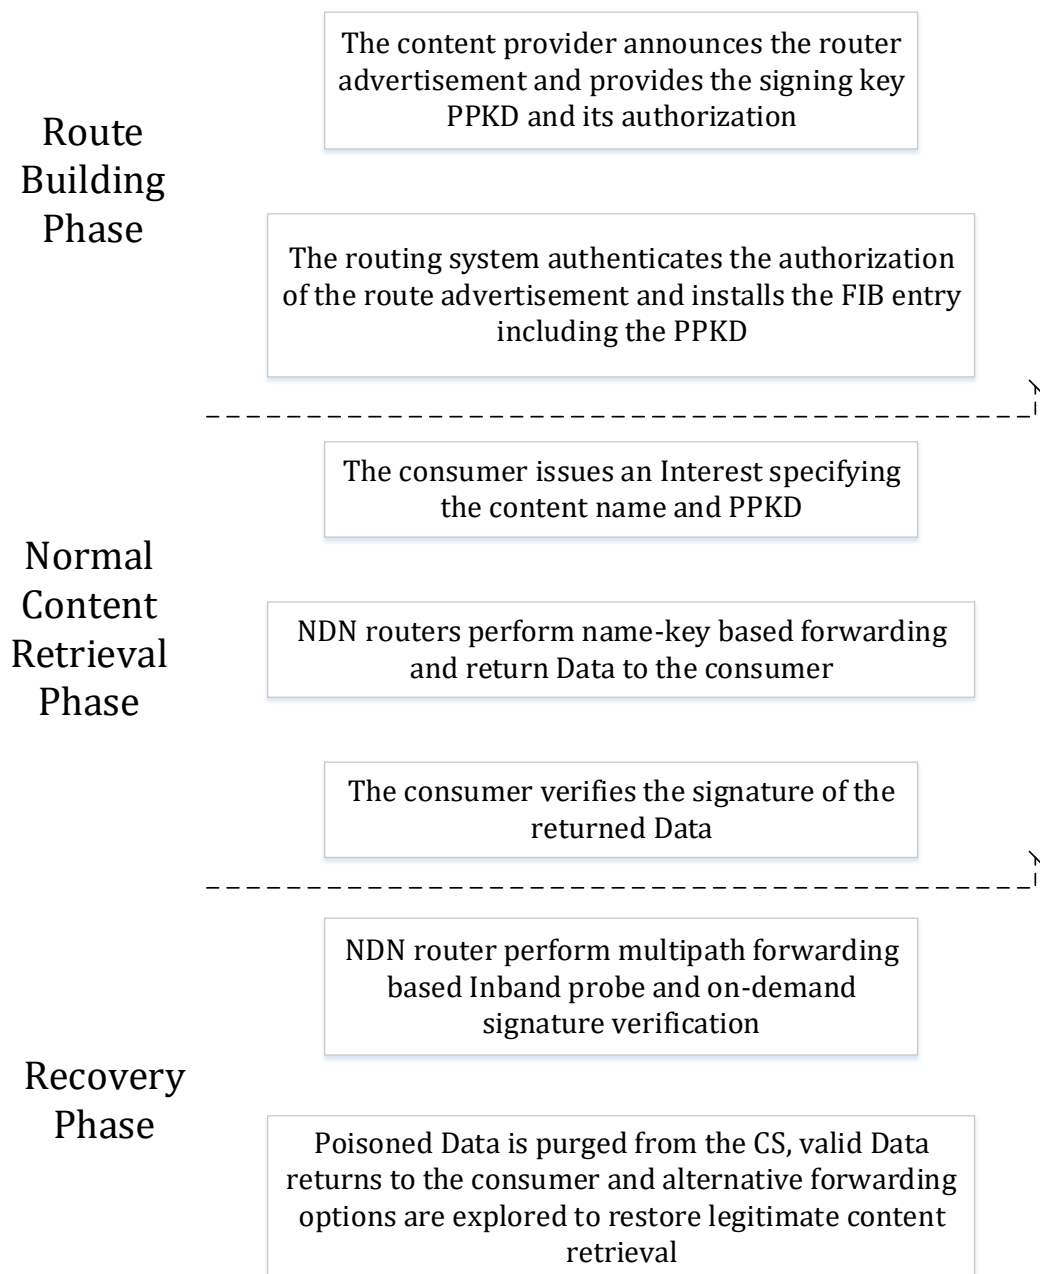 Route
Building
Phase
The content provider announces the router
advertisement and provides the signing key
PPKD and its authorization
The routing system authenticates the authorization
of the route advertisement and installs the FIB entry
including the PPKD
Normal
Content
Retrieval
Phase
The consumer issues an Interest specifying
the content name and PPKD
NDN routers perform name-key based forwarding
and return Data to the consumer
The consumer verifies the signature of the
returned Data
Recovery
Phase
NDN router perform multipath forwarding
based Inband probe and on-demand
signature verification
Poisoned Data is purged from the CS, valid Data
returns to the consumer and alternative forwarding
options are explored to restore legitimate content
retrieval